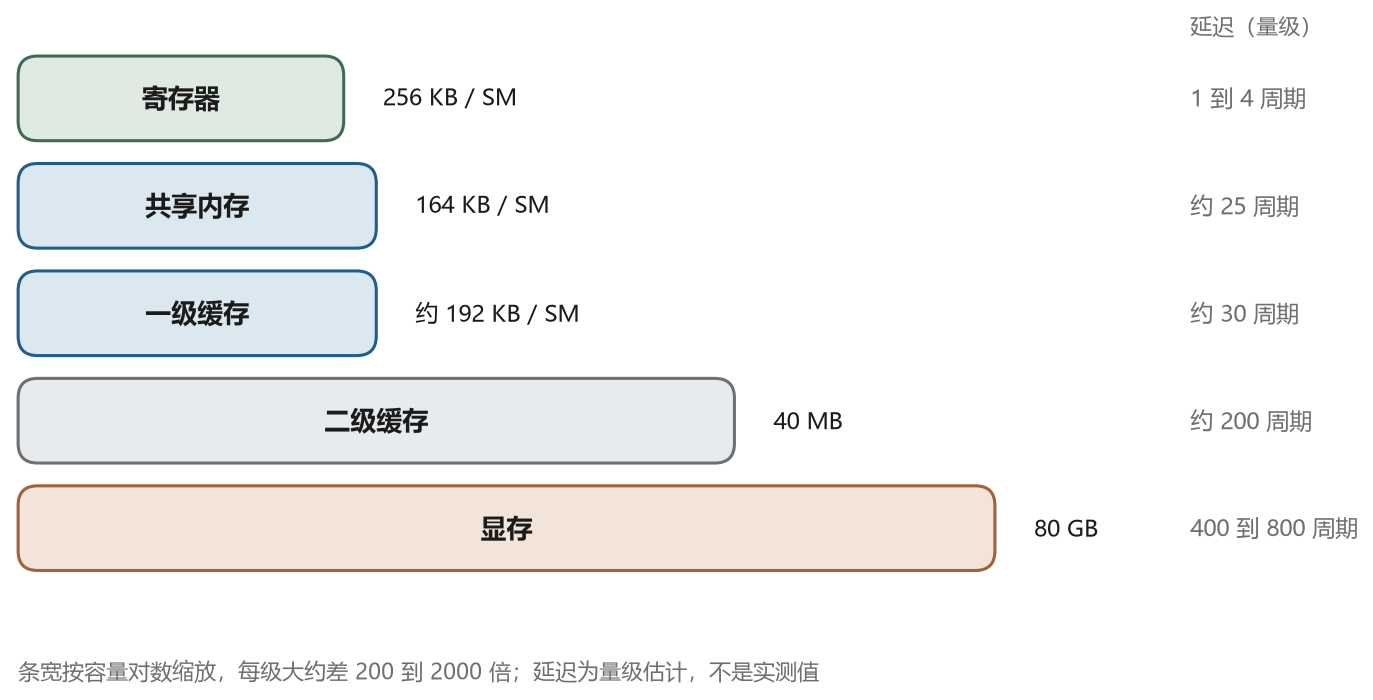 延迟（量级）
寄存器 256 KB / SM 1 到 4 周期
共享内存 164 KB / SM 约 25 周期
一级缓存 约 192 KB / SM 约 30 周期
二级缓存 40 MB 约 200 周期
显存 80 GB 400 到 800 周期
条宽按容量对数缩放，每级大约差 200 到 2000 倍；延迟为量级估计，不是实测值